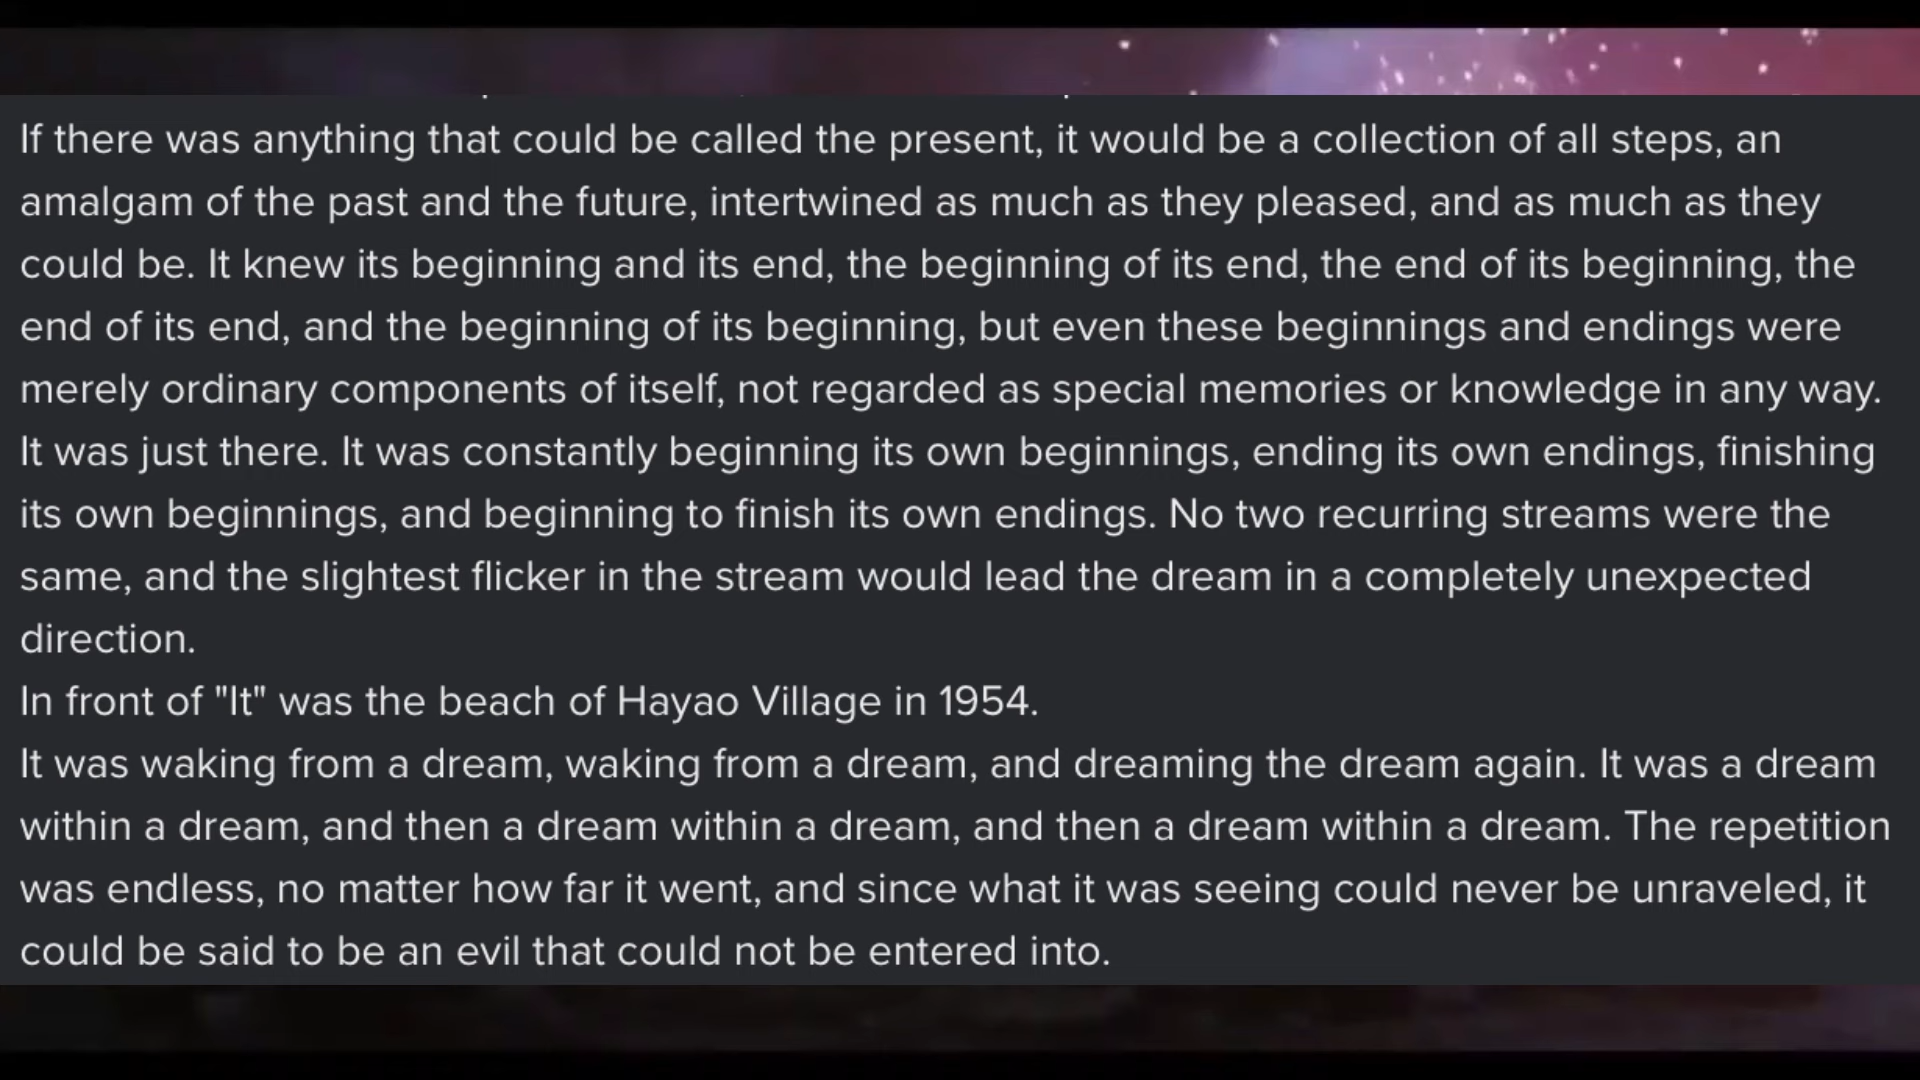 If there was anything that could be called the present, it would be a collection of all steps, an
amalgam of the past and the future, intertwined as much as they pleased, and as much as they
could be. It knew its beginning and its end, the beginning of its end, the end of its beginning, the
end of its end, and the beginning of its beginning, but even these beginnings and endings were
merely ordinary components of itself, not regarded as special memories or knowledge in any way.
It was just there. It was constantly beginning its own beginnings, ending its own endings, finishing
its own beginnings, and beginning to finish its own endings. No two recurring streams were the
same, and the slightest flicker in the stream would lead the dream in a completely unexpected
direction.
In front of "It" was the beach of Hayao Village in 1954.
It was waking from a dream, waking from a dream, and dreaming the dream again. It was a dream
within a dream, and then a dream within a dream, and then a dream within a dream. The repetition
was endless, no matter how far it went, and since what it was seeing could never be unraveled, it
could be said to be an evil that could not be entered into.